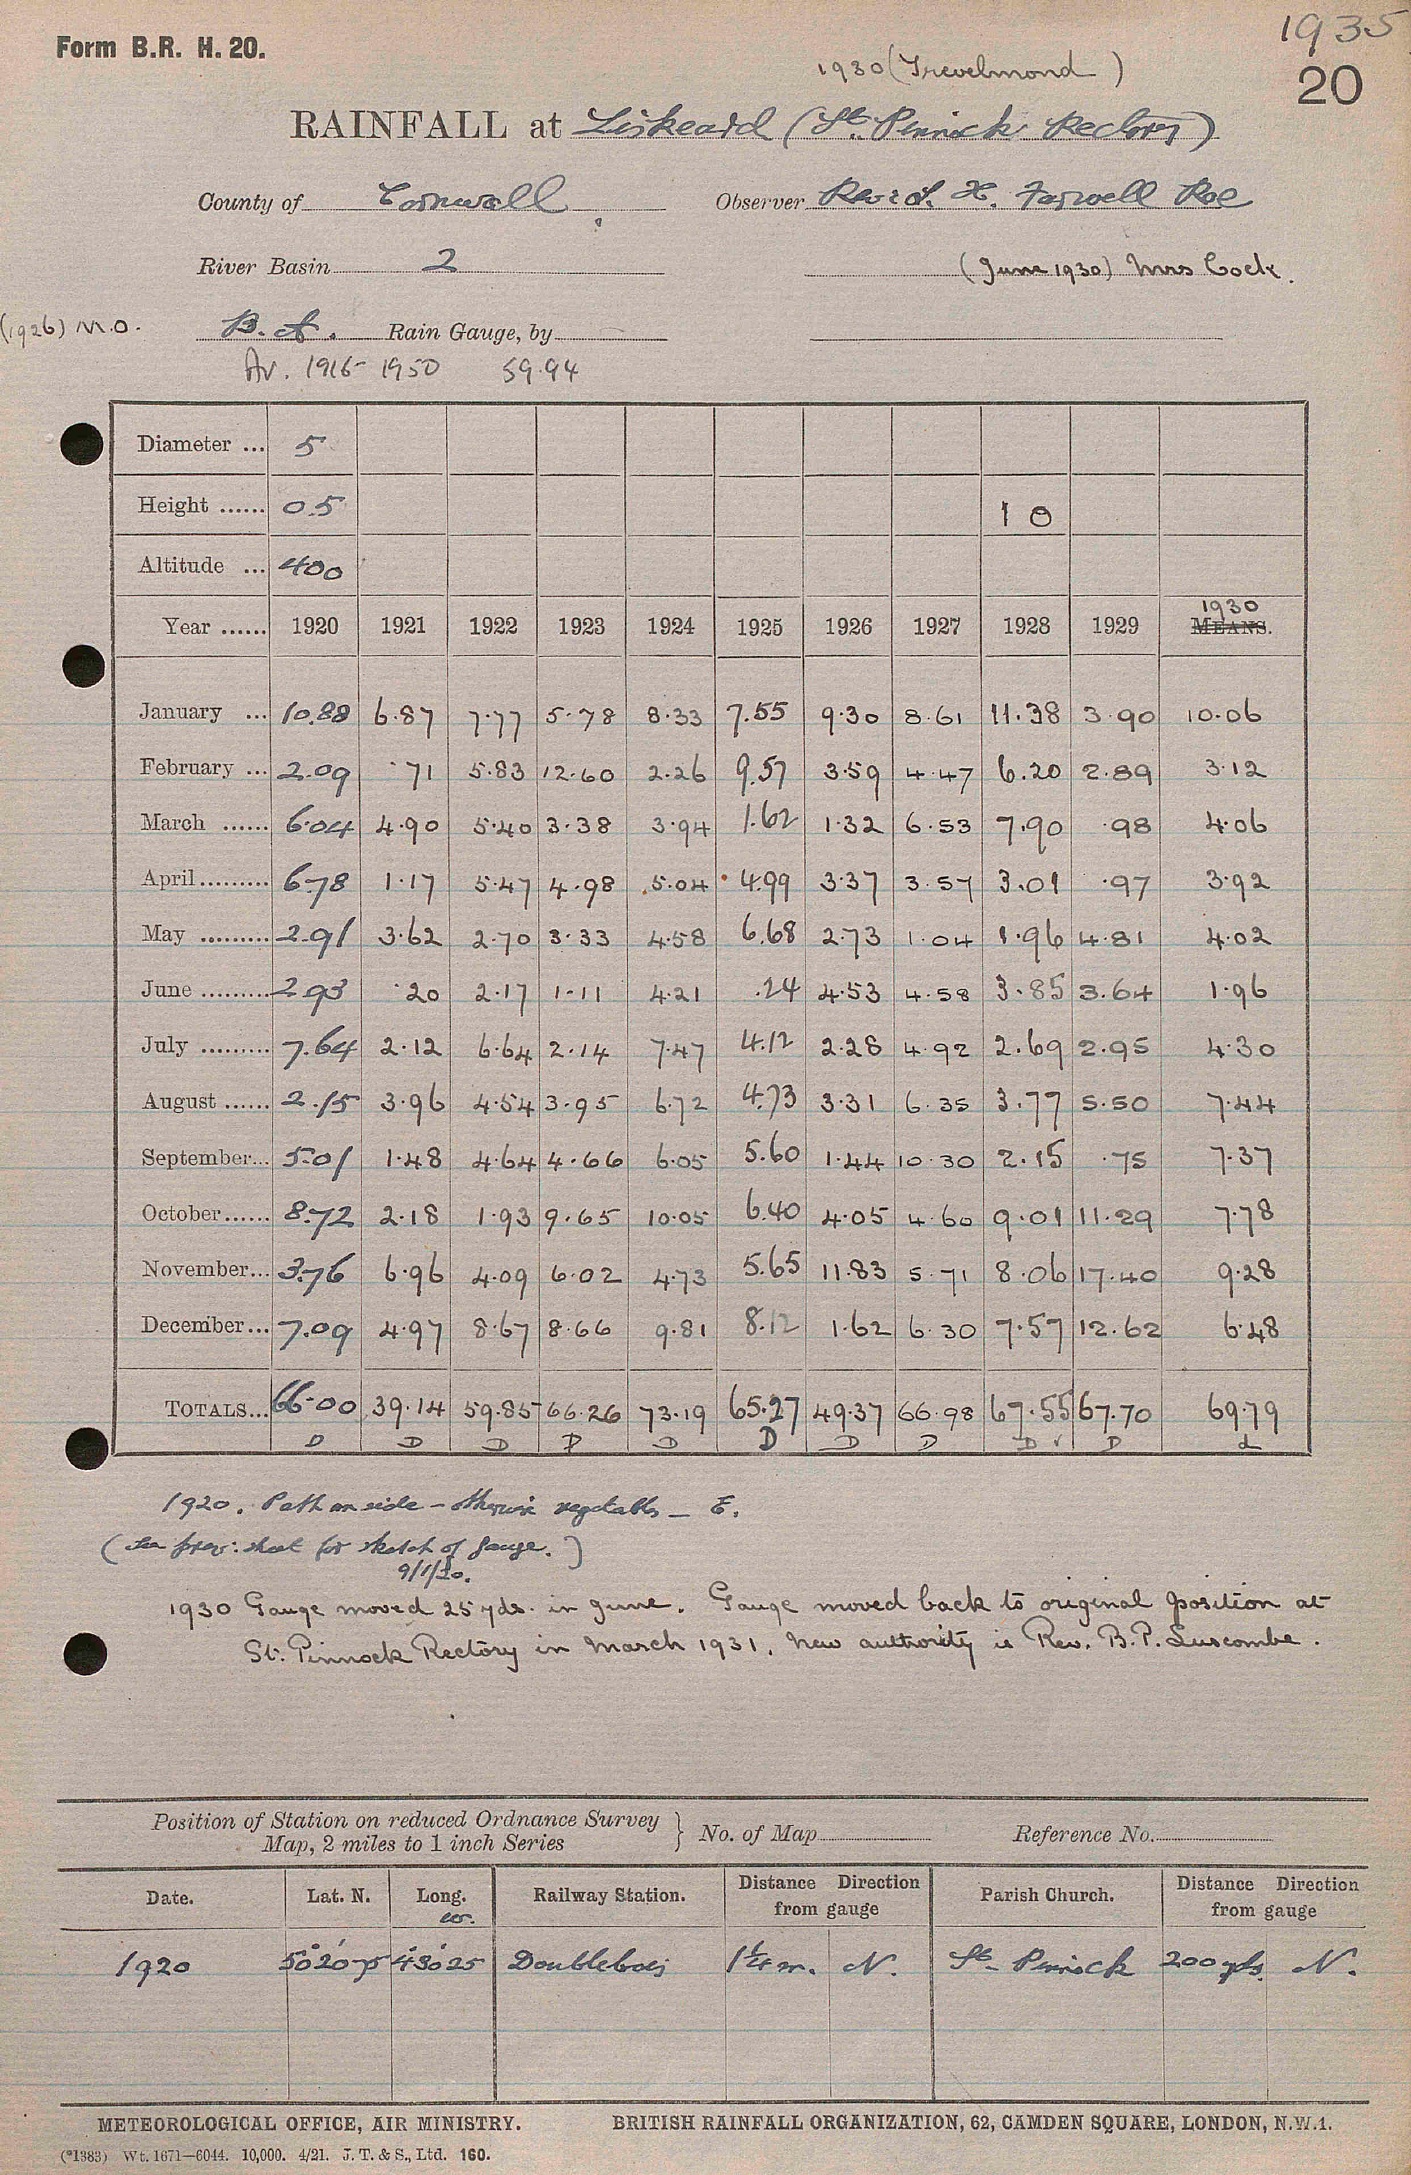 1935
Form B.R. H. 20.
1930 (Trevelmond)
20
RAINFALL at Liskeard (St. Pinnock Rectory)
County of Cornwall. Observer Revd. L. H. Farwell Roe
River Basin 2 (June 1930) Mrs Cock.
(1926) M.O. B.A. Rain Gauge, by
Av. 1916-1950 59.94
Diameter ... 5
Height ...... 0.5 1 0
Altitude ... 400
Year ...... 1920 1921 1922 1923 1924 1925 1926 1927 1928 1929 1930 MEANS.
January ... 10.88 6.87 7.77 5.78 8.33 7.55 9.30 8.61 11.38 3.90 10.06
February ... 2.09 .71 5.83 12.60 2.26 9.57 3.59 4.47 6.20 2.89 3.12
March ...... 6.04 4.90 5.40 3.38 3.94 1.62 1.32 6.53 7.90 .98 4.06
April......... 6.78 1.17 5.47 4.98 5.04 4.99 3.37 3.57 3.01 .97 3.92
May ......... 2.91 3.62 2.70 3.33 4.58 6.68 2.73 1.04 1.96 4.81 4.02
June ......... 2.93 .20 2.17 1.11 4.21 .24 4.53 4.58 3.85 3.64 1.96
July ......... 7.64 2.12 6.64 2.14 7.47 4.12 2.28 4.92 2.69 2.95 4.30
August ...... 2.15 3.96 4.54 3.95 6.72 4.73 3.31 6.35 3.77 5.50 7.44
September... 5.01 1.48 4.64 4.66 6.05 5.60 1.44 10.30 2.15 .75 7.37
October...... 8.72 2.18 1.93 9.65 10.05 6.40 4.05 4.60 9.01 11.29 7.78
November... 3.76 6.96 4.09 6.02 4.73 5.65 11.83 5.71 8.06 17.40 9.28
December... 7.09 4.97 8.67 8.66 9.81 8.12 1.62 6.30 7.57 12.62 6.48
TOTALS... 66.00 39.14 59.85 66.26 73.19 65.27 49.37 66.98 67.55 67.70 69.79
D D D D D D D D D ✓ D d
1920. Path on side - otherwise vegetables - E.
(See prev: sheet for sketch of gauge.)
9/1/20.
1930 Gauge moved 25 yds. in June. Gauge moved back to original position at
St. Pinnock Rectory in March 1931. New authority is Rev. B.P. Luscombe.
Position of Station on reduced Ordnance Survey
Map, 2 miles to 1 inch Series } No. of Map Reference No.
Date. Lat. N. Long. W. Railway Station. Distance Direction from gauge Parish Church. Distance Direction from gauge
1920 50° 20' 75 4° 30' 25 Doublebois 1¼ m. N. St. Pinnock 200 yds. N.
METEOROLOGICAL OFFICE, AIR MINISTRY. BRITISH RAINFALL ORGANIZATION, 62, CAMDEN SQUARE, LONDON, N.W.1.
(*1383) Wt. 1671—6044. 10,000. 4/21. J. T. & S., Ltd. 160.